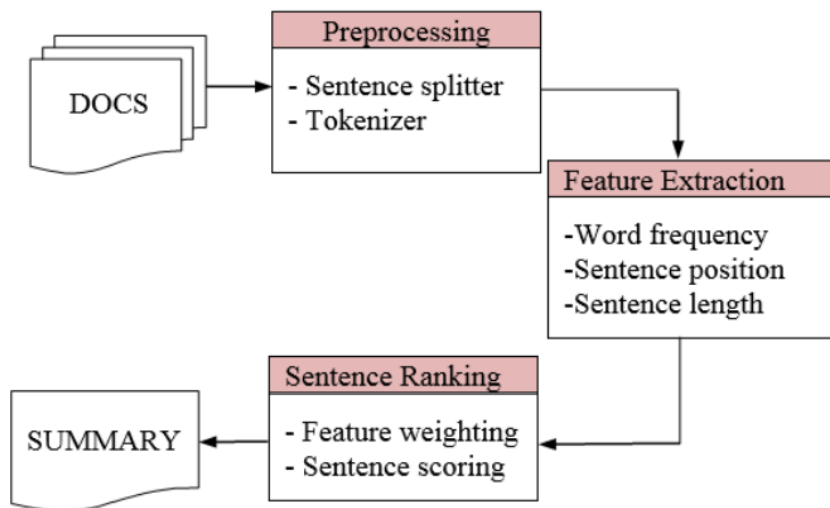 DOCS
Preprocessing
- Sentence splitter
- Tokenizer
Feature Extraction
-Word frequency
-Sentence position
-Sentence length
Sentence Ranking
- Feature weighting
- Sentence scoring
SUMMARY